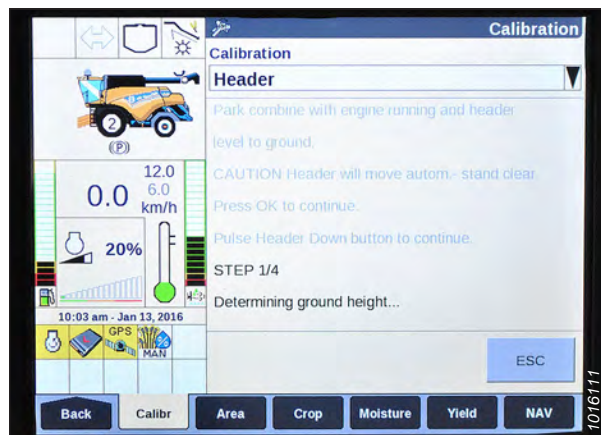 Calibration
Calibration
Header
Park combine with engine running and header
level to ground.
CAUTION Header will move autom.- stand clear.
Press OK to continue.
Pulse Header Down button to continue.
STEP 1/4
Determining ground height...
ESC
2
(P)
12.0
0.0
6.0
km/h
20%
10:03 am - Jan 13, 2016
GPS
MAN
Back
Calibr
Area
Crop
Moisture
Yield
NAV
1016111